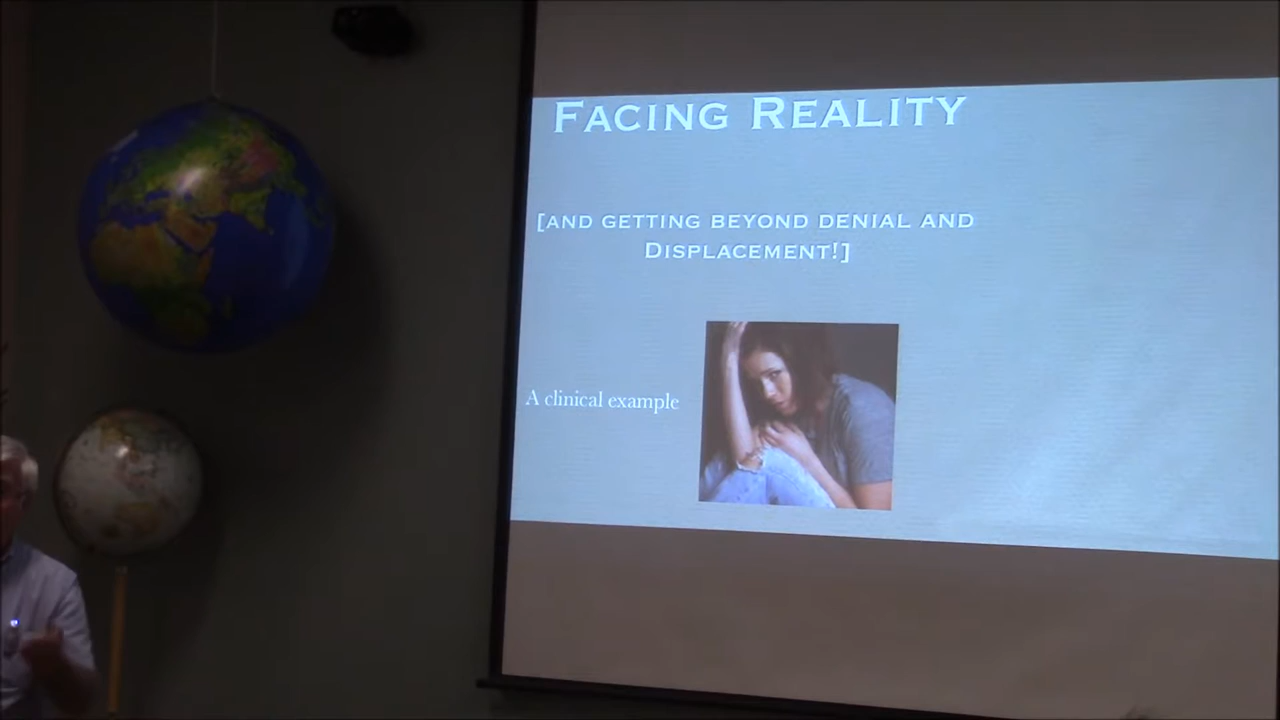 Facing Reality
[and getting beyond denial and
Displacement!]
A clinical example